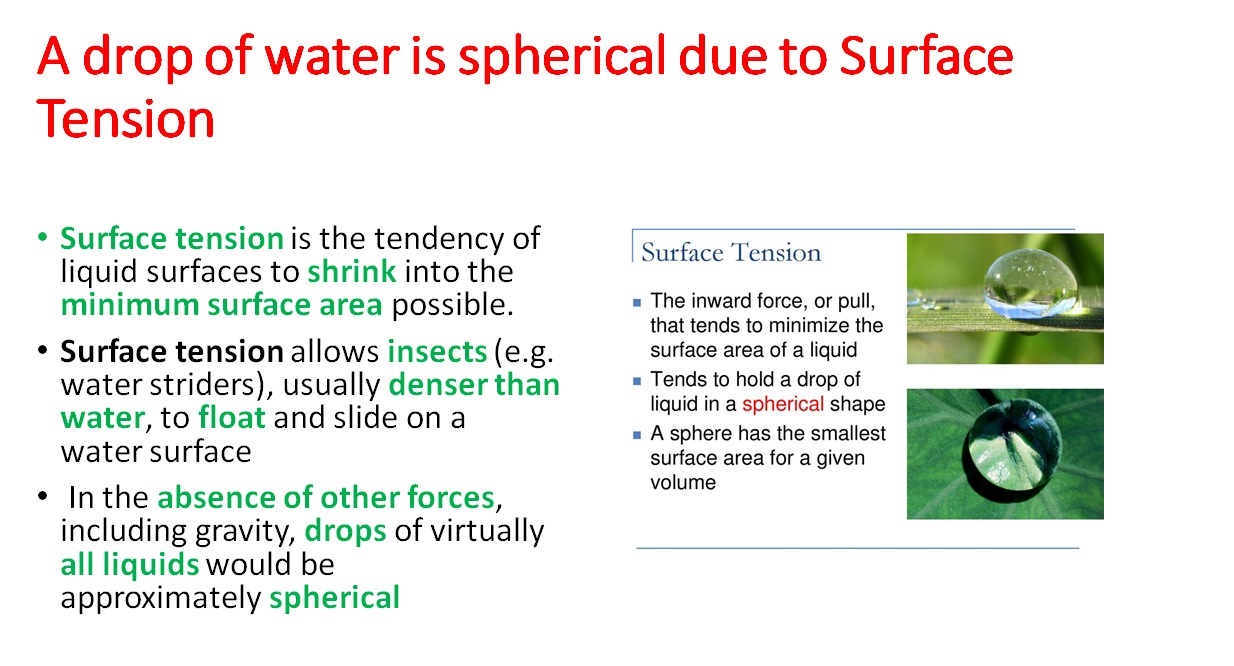 A drop of water is spherical due to Surface
Tension
• Surface tension is the tendency of
liquid surfaces to shrink into the
minimum surface area possible.
• Surface tension allows insects (e.g.
water striders), usually denser than
water, to float and slide on a
water surface
• In the absence of other forces,
including gravity, drops of virtually
all liquids would be
approximately spherical
Surface Tension
▪ The inward force, or pull,
that tends to minimize the
surface area of a liquid
▪ Tends to hold a drop of
liquid in a spherical shape
▪ A sphere has the smallest
surface area for a given
volume